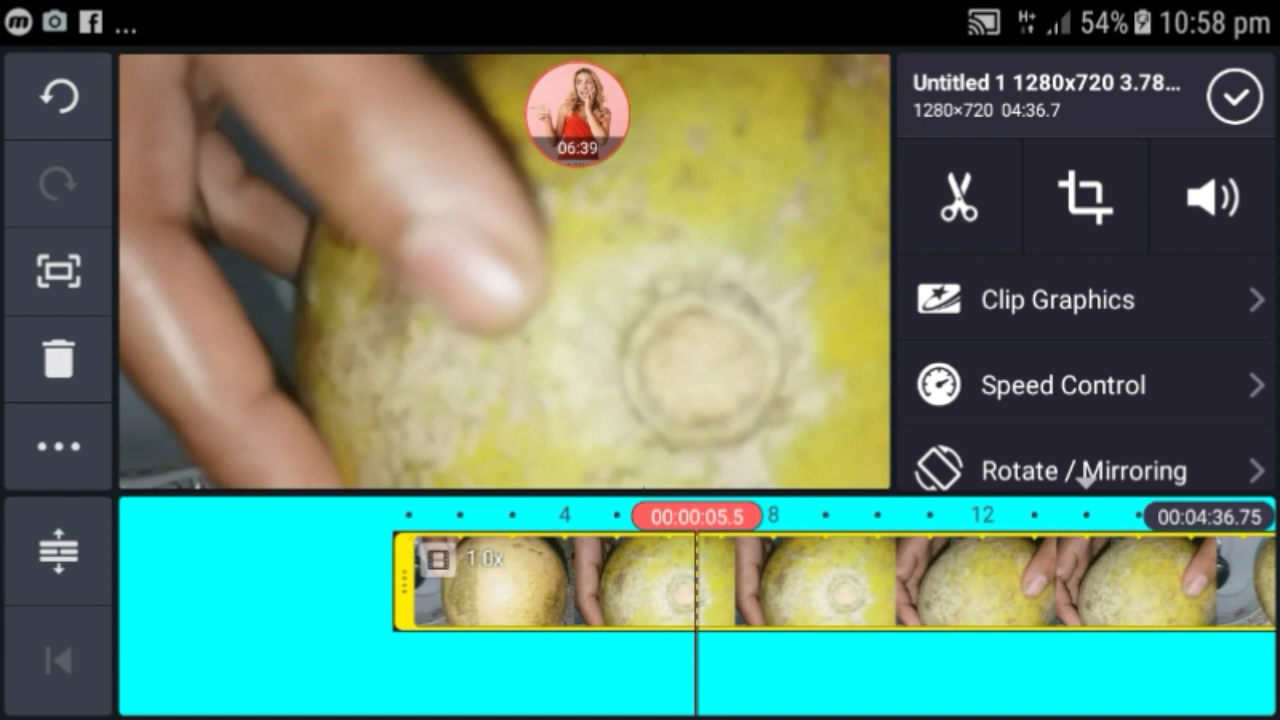 ... H+ 54% 10:58 pm
Untitled 1 1280x720 3.78...
1280×720 04:36.7
06:39
Clip Graphics
Speed Control
Rotate / Mirroring
4 00:00:05.5 8 12 00:04:36.75
1.0x